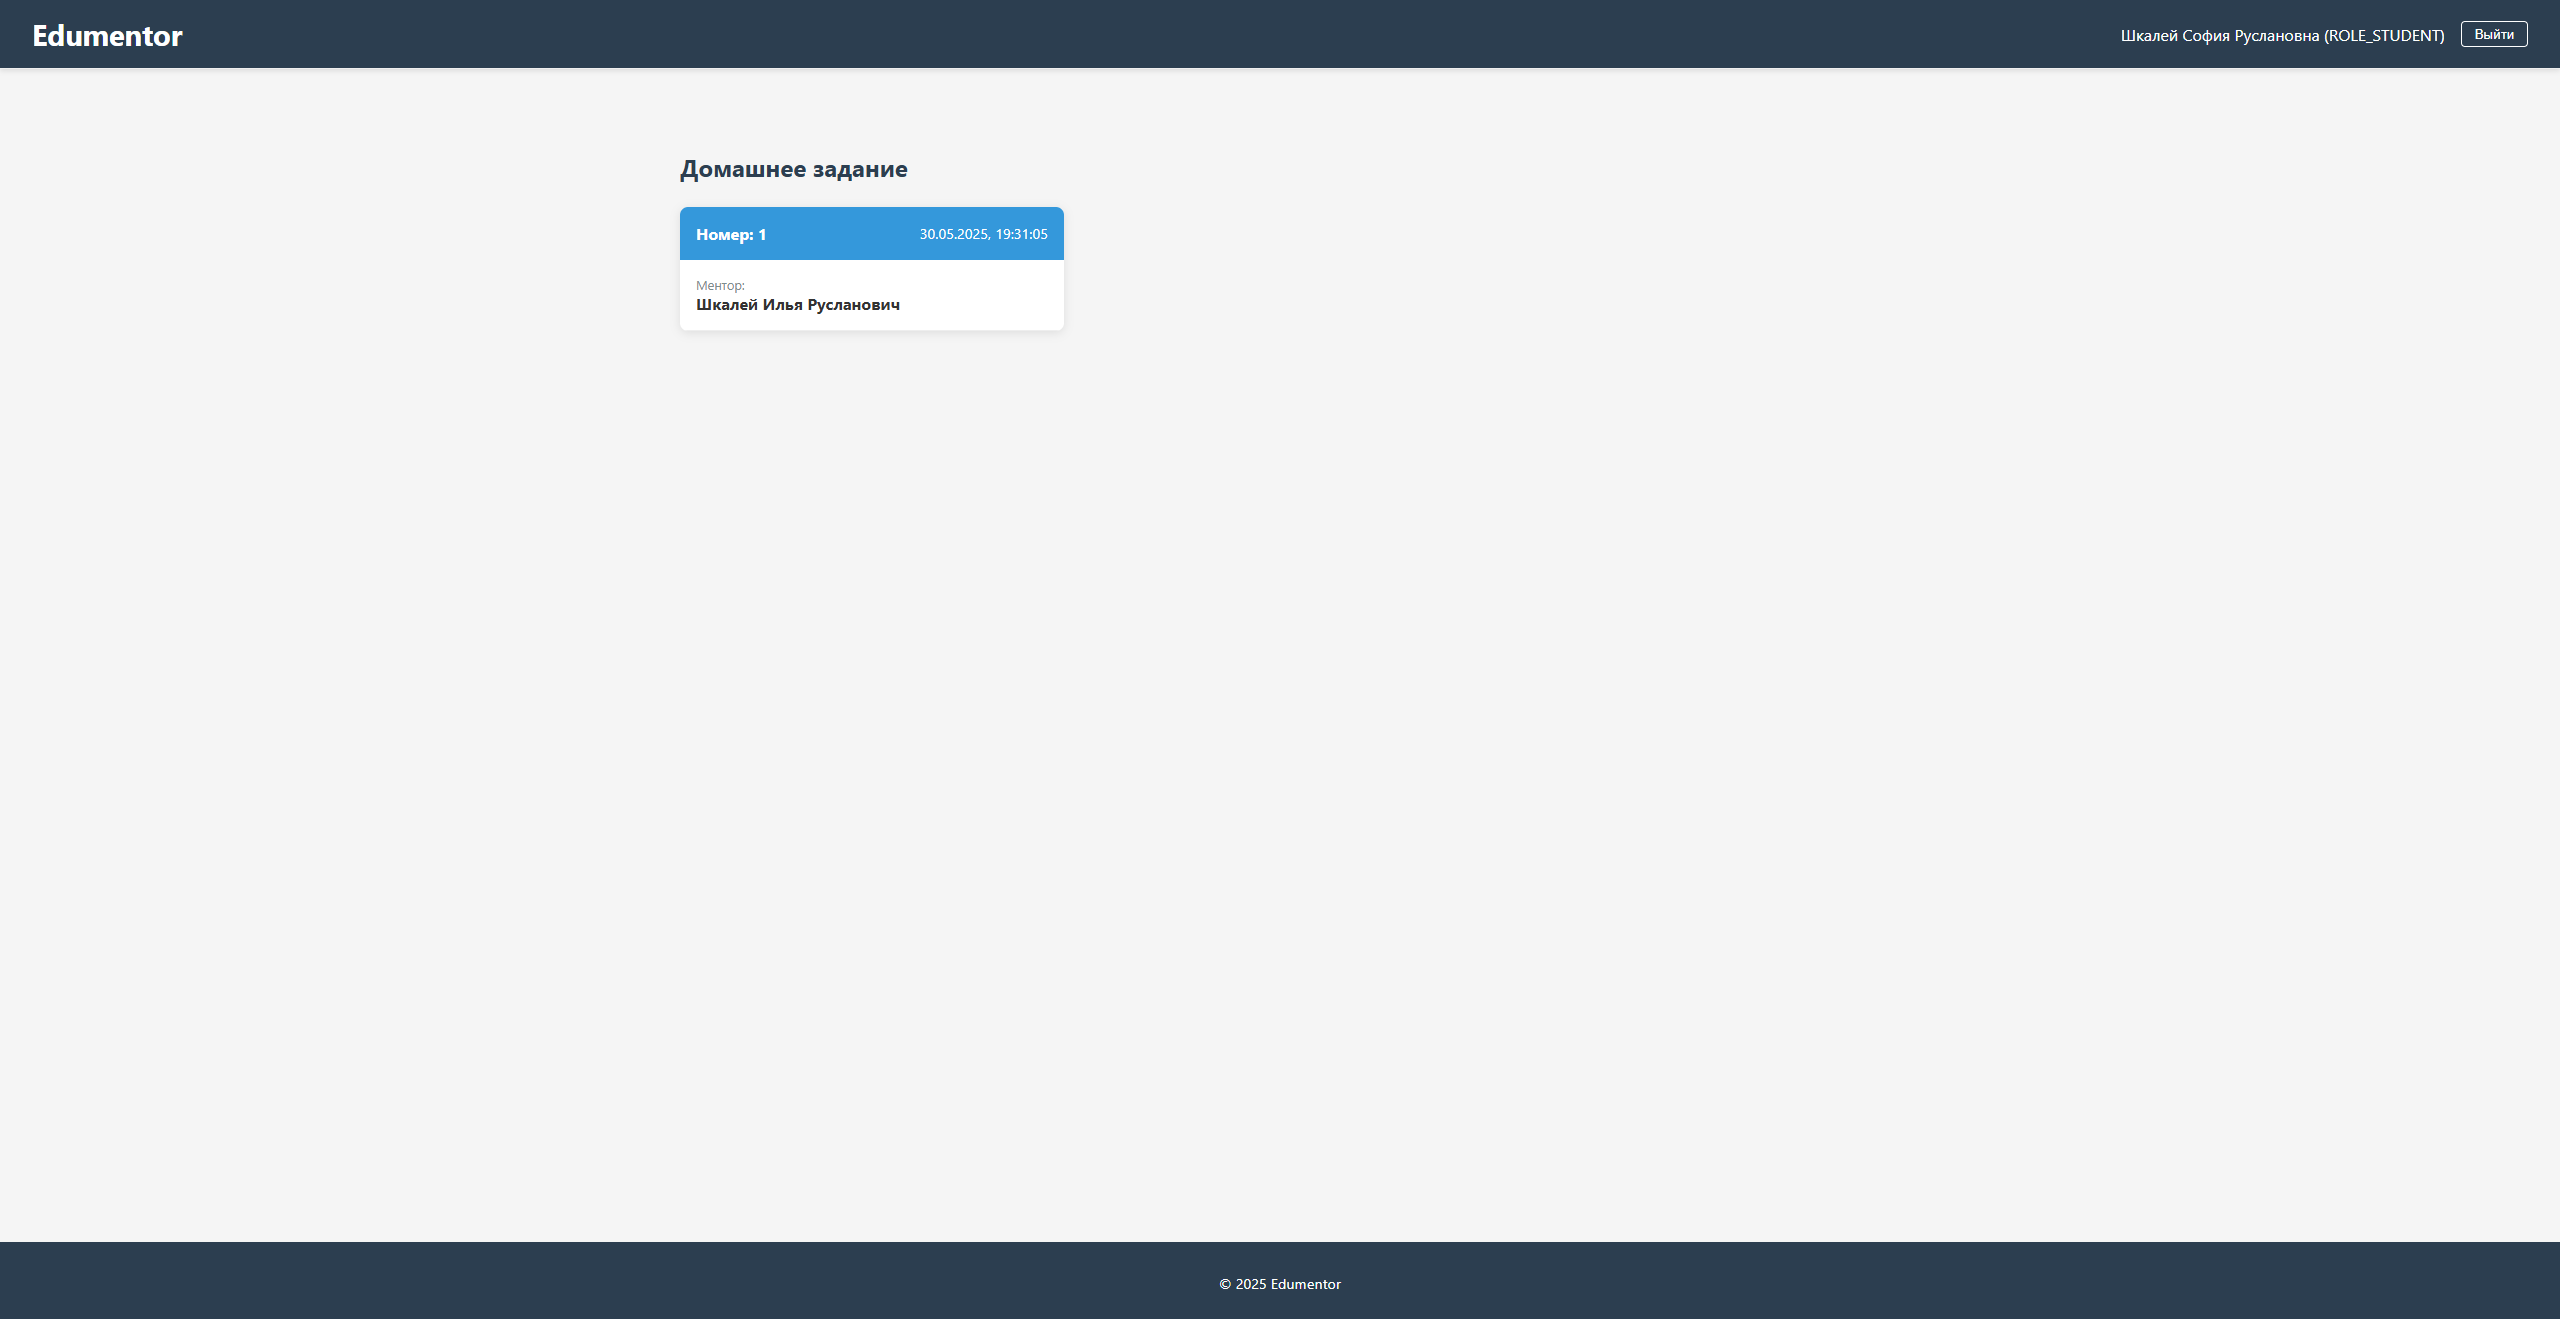 Edumentor
Шкалей София Руслановна (ROLE_STUDENT)
Выйти
Домашнее задание
Номер: 1
30.05.2025, 19:31:05
Ментор:
Шкалей Илья Русланович
© 2025 Edumentor